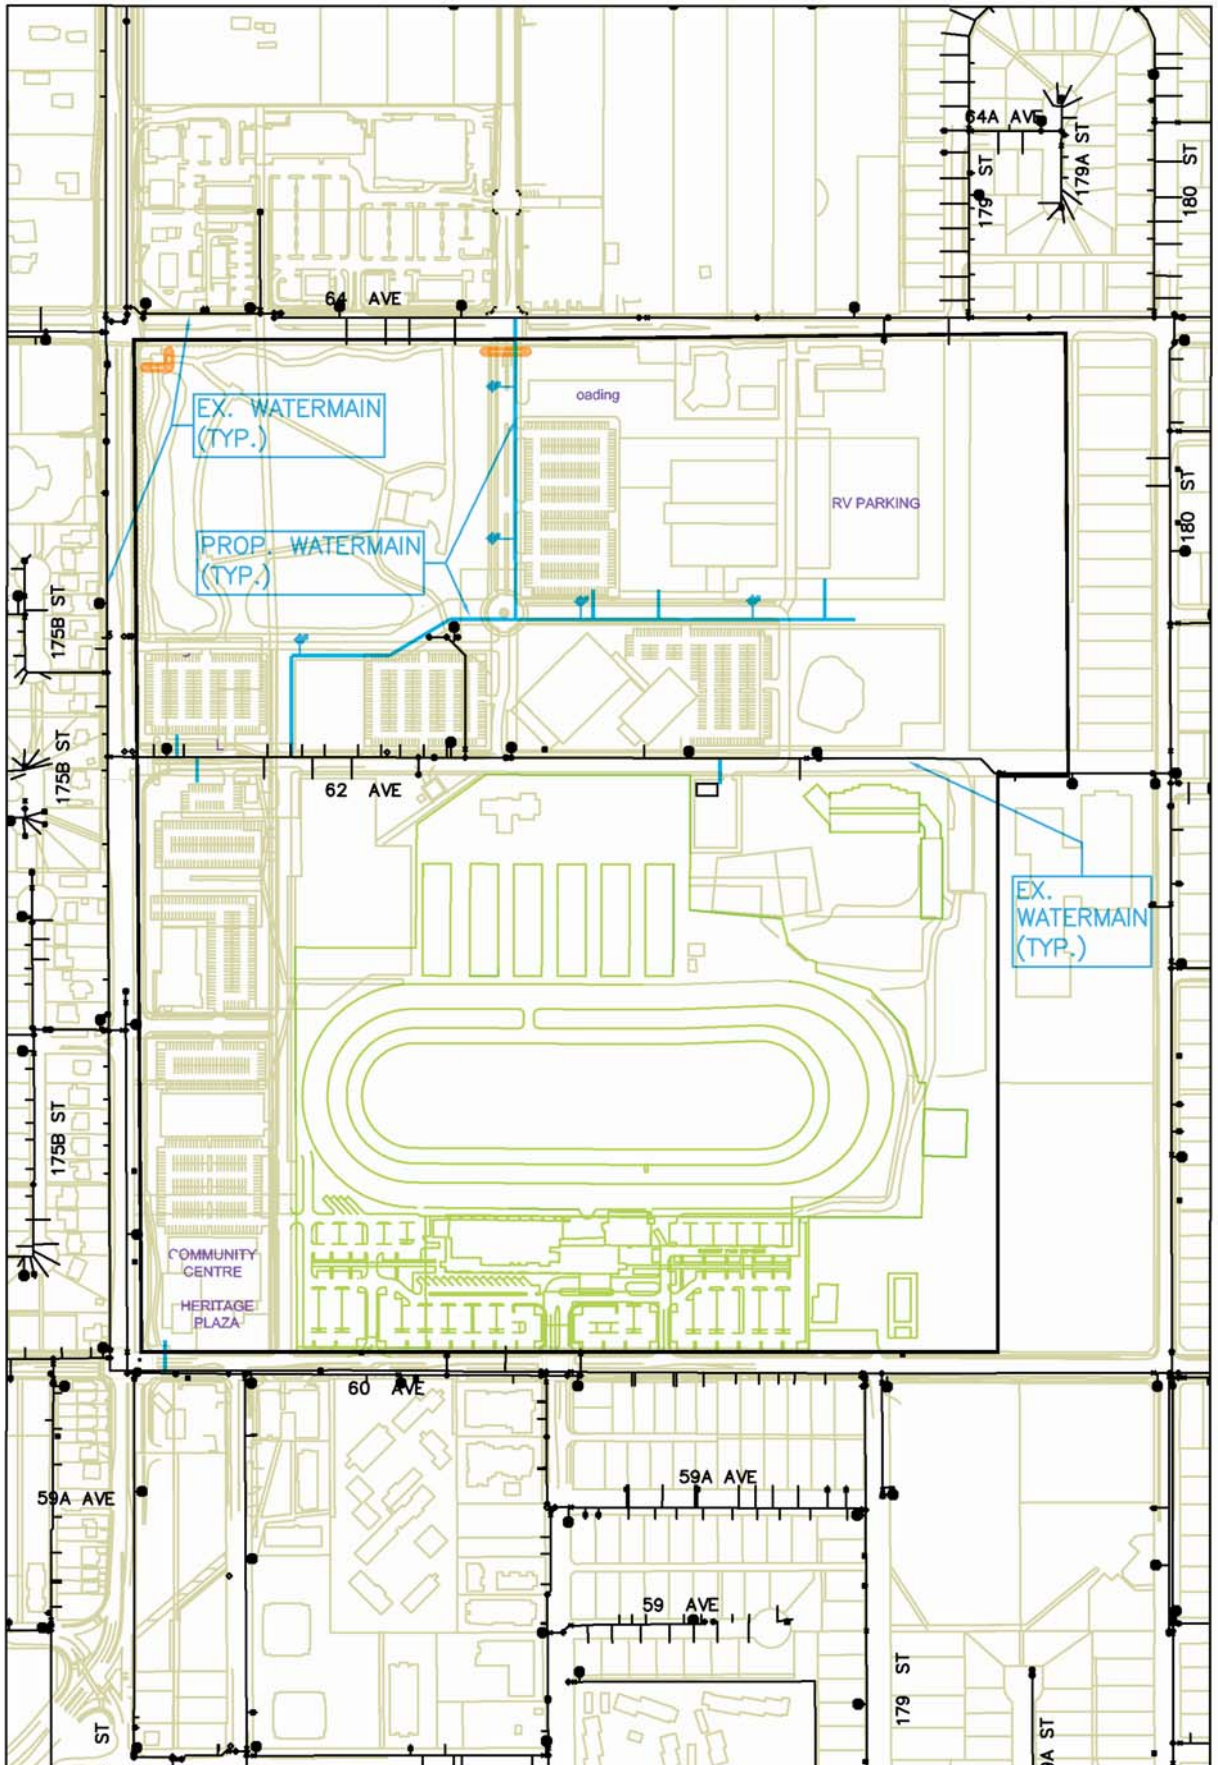 64A AVE
179 ST
179A ST
180 ST
64 AVE
EX. WATERMAIN
(TYP.)
oading
180 ST
RV PARKING
PROP. WATERMAIN
(TYP.)
175B ST
175B ST
L
62 AVE
EX.
WATERMAIN
(TYP.)
175B ST
COMMUNITY
CENTRE
HERITAGE
PLAZA
60 AVE
59A AVE
59A AVE
59 AVE
179 ST
ST
9A ST